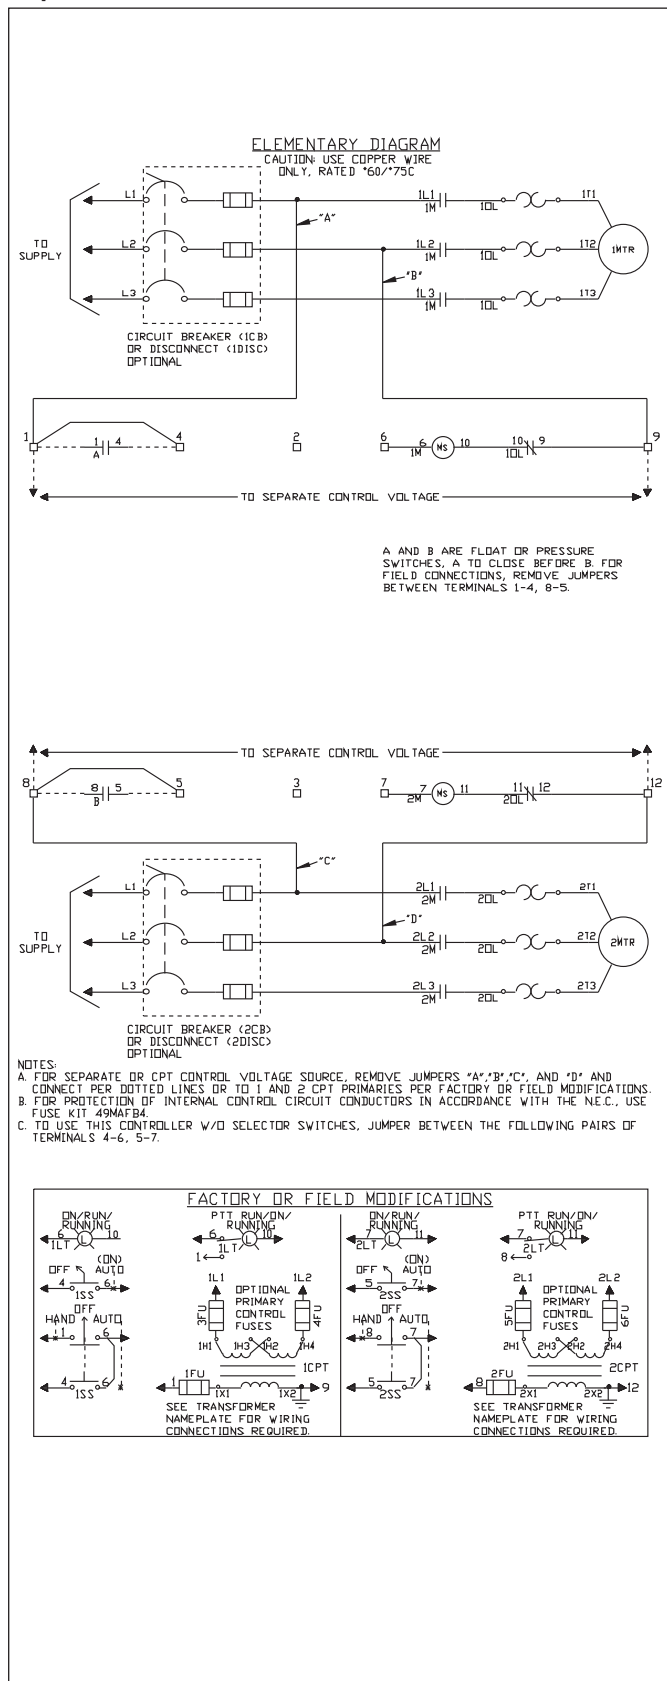 ELEMENTARY DIAGRAM
CAUTION: USE COPPER WIRE
ONLY, RATED °60/°75C
L1
1L1
1M
1OL
1T1
"A"
TO
SUPPLY
L2
1L2
1M
1OL
1T2
1MTR
"B"
L3
1L3
1M
1OL
1T3
CIRCUIT BREAKER (1CB)
OR DISCONNECT (1DISC)
OPTIONAL
1
1 4
A
4
2
6
6
1M
MS
10
10 9
1OL
9
TO SEPARATE CONTROL VOLTAGE
A AND B ARE FLOAT OR PRESSURE
SWITCHES, A TO CLOSE BEFORE B. FOR
FIELD CONNECTIONS, REMOVE JUMPERS
BETWEEN TERMINALS 1-4, 8-5.
TO SEPARATE CONTROL VOLTAGE
8
8 5
B
5
3
7
7
2M
MS
11
11 12
2OL
12
"C"
L1
2L1
2M
2OL
2T1
"D"
TO
SUPPLY
L2
2L2
2M
2OL
2T2
2MTR
L3
2L3
2M
2OL
2T3
CIRCUIT BREAKER (2CB)
OR DISCONNECT (2DISC)
OPTIONAL
NOTES:
A. FOR SEPARATE OR CPT CONTROL VOLTAGE SOURCE, REMOVE JUMPERS "A","B","C", AND "D" AND
CONNECT PER DOTTED LINES OR TO 1 AND 2 CPT PRIMARIES PER FACTORY OR FIELD MODIFICATIONS.
B. FOR PROTECTION OF INTERNAL CONTROL CIRCUIT CONDUCTORS IN ACCORDANCE WITH THE N.E.C., USE
FUSE KIT 49MAFB4.
C. TO USE THIS CONTROLLER W/O SELECTOR SWITCHES, JUMPER BETWEEN THE FOLLOWING PAIRS OF
TERMINALS 4-6, 5-7.
FACTORY OR FIELD MODIFICATIONS
ON/RUN/
RUNNING
6 L 10
1LT
(ON)
OFF AUTO
4 6
1SS
OFF
HAND AUTO
1 6
4 6
1SS
PTT RUN/ON/
RUNNING
6 L 10
1LT
1
1L1 1L2
3FU
OPTIONAL
PRIMARY
CONTROL
FUSES
4FU
1H1 1H3 1H2 1H4
1CPT
1 1FU 1X1 1X2 9
SEE TRANSFORMER
NAMEPLATE FOR WIRING
CONNECTIONS REQUIRED.
ON/RUN/
RUNNING
7 L 11
2LT
(ON)
OFF AUTO
5 7
2SS
OFF
HAND AUTO
8 7
5 7
2SS
PTT RUN/ON/
RUNNING
7 L 11
2LT
8
2L1 2L2
5FU
OPTIONAL
PRIMARY
CONTROL
FUSES
6FU
2H1 2H3 2H2 2H4
2CPT
8 2FU 2X1 2X2 12
SEE TRANSFORMER
NAMEPLATE FOR WIRING
CONNECTIONS REQUIRED.